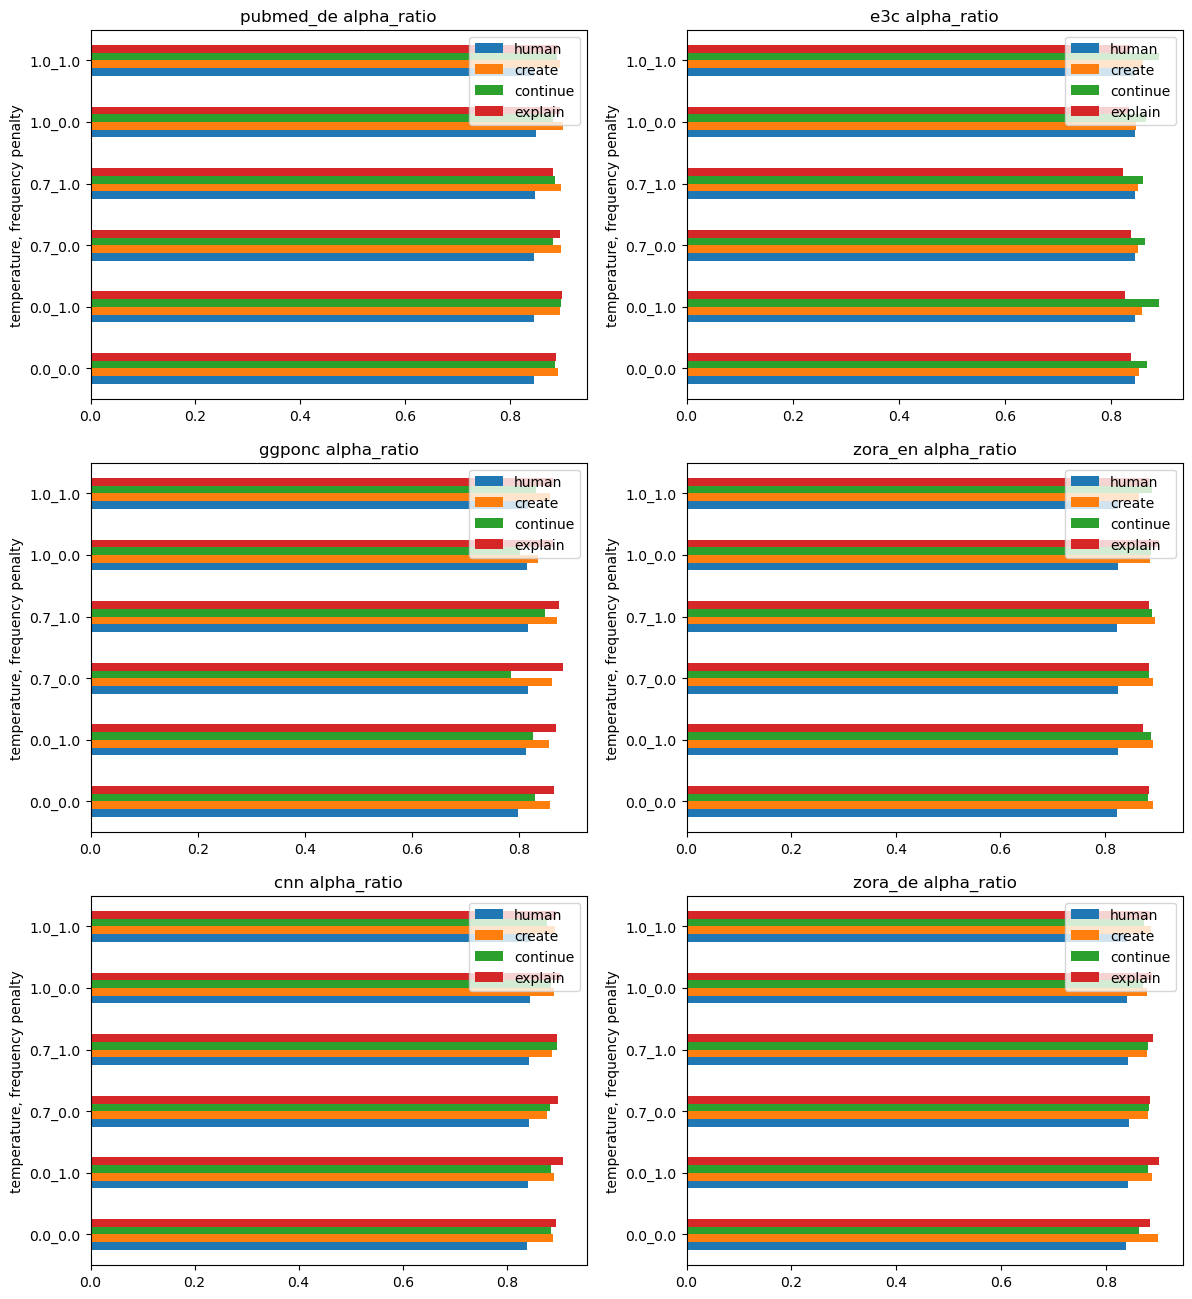 pubmed_de alpha_ratio
temperature, frequency penalty
1.0_1.0
1.0_0.0
0.7_1.0
0.7_0.0
0.0_1.0
0.0_0.0
0.0 0.2 0.4 0.6 0.8
human
create
continue
explain
e3c alpha_ratio
temperature, frequency penalty
1.0_1.0
1.0_0.0
0.7_1.0
0.7_0.0
0.0_1.0
0.0_0.0
0.0 0.2 0.4 0.6 0.8
human
create
continue
explain
ggponc alpha_ratio
temperature, frequency penalty
1.0_1.0
1.0_0.0
0.7_1.0
0.7_0.0
0.0_1.0
0.0_0.0
0.0 0.2 0.4 0.6 0.8
human
create
continue
explain
zora_en alpha_ratio
temperature, frequency penalty
1.0_1.0
1.0_0.0
0.7_1.0
0.7_0.0
0.0_1.0
0.0_0.0
0.0 0.2 0.4 0.6 0.8
human
create
continue
explain
cnn alpha_ratio
temperature, frequency penalty
1.0_1.0
1.0_0.0
0.7_1.0
0.7_0.0
0.0_1.0
0.0_0.0
0.0 0.2 0.4 0.6 0.8
human
create
continue
explain
zora_de alpha_ratio
temperature, frequency penalty
1.0_1.0
1.0_0.0
0.7_1.0
0.7_0.0
0.0_1.0
0.0_0.0
0.0 0.2 0.4 0.6 0.8
human
create
continue
explain